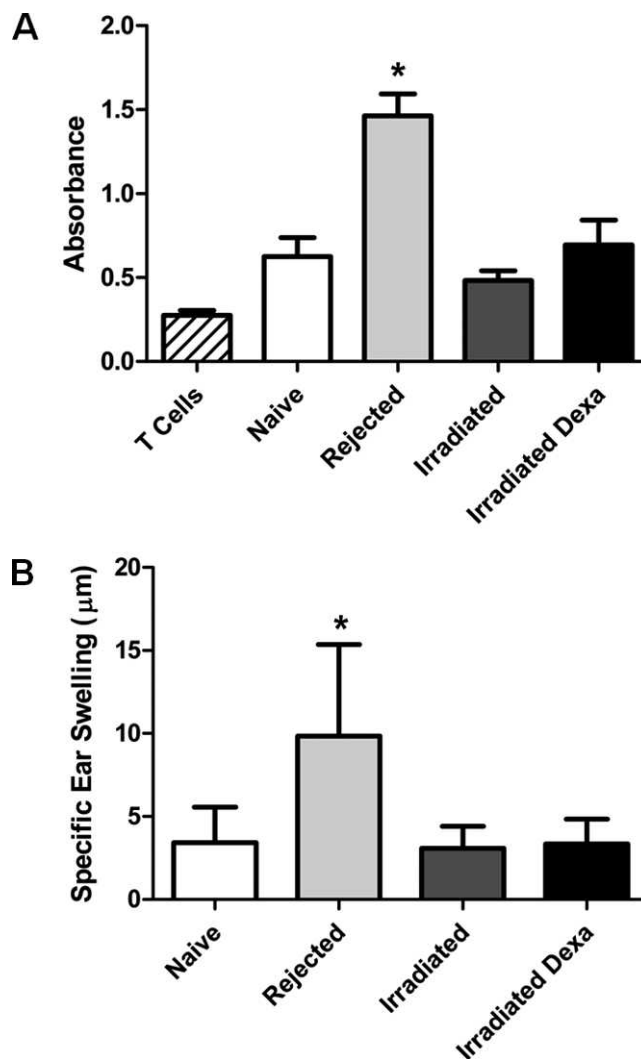 A
Absorbance
2.0
1.5
1.0
0.5
0.0
*
T Cells
Naive
Rejected
Irradiated
Irradiated Dexa
B
Specific Ear Swelling (μm)
20
15
10
5
0
*
Naive
Rejected
Irradiated
Irradiated Dexa